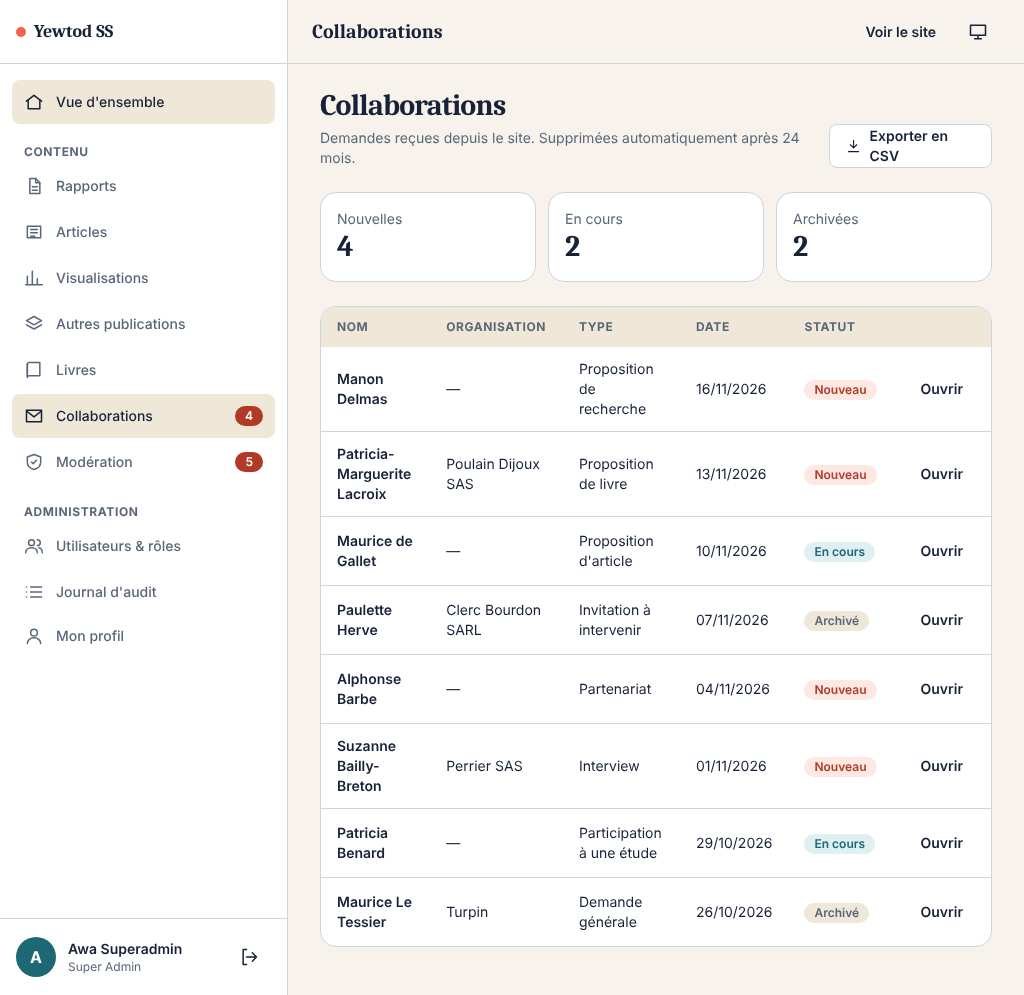 Yewtod SS
Collaborations
Voir le site
Vue d'ensemble
CONTENU
Rapports
Articles
Visualisations
Autres publications
Livres
Collaborations 4
Modération 5
ADMINISTRATION
Utilisateurs & rôles
Journal d'audit
Mon profil
A
Awa Superadmin
Super Admin
Collaborations
Demandes reçues depuis le site. Supprimées automatiquement après 24
mois.
Exporter en
CSV
Nouvelles
4
En cours
2
Archivées
2
NOM ORGANISATION TYPE DATE STATUT
Manon
Delmas
—
Proposition
de
recherche
16/11/2026
Nouveau
Ouvrir
Patricia-
Marguerite
Lacroix
Poulain Dijoux
SAS
Proposition
de livre
13/11/2026
Nouveau
Ouvrir
Maurice de
Gallet
—
Proposition
d'article
10/11/2026
En cours
Ouvrir
Paulette
Herve
Clerc Bourdon
SARL
Invitation à
intervenir
07/11/2026
Archivé
Ouvrir
Alphonse
Barbe
—
Partenariat
04/11/2026
Nouveau
Ouvrir
Suzanne
Bailly-
Breton
Perrier SAS
Interview
01/11/2026
Nouveau
Ouvrir
Patricia
Benard
—
Participation
à une étude
29/10/2026
En cours
Ouvrir
Maurice Le
Tessier
Turpin
Demande
générale
26/10/2026
Archivé
Ouvrir